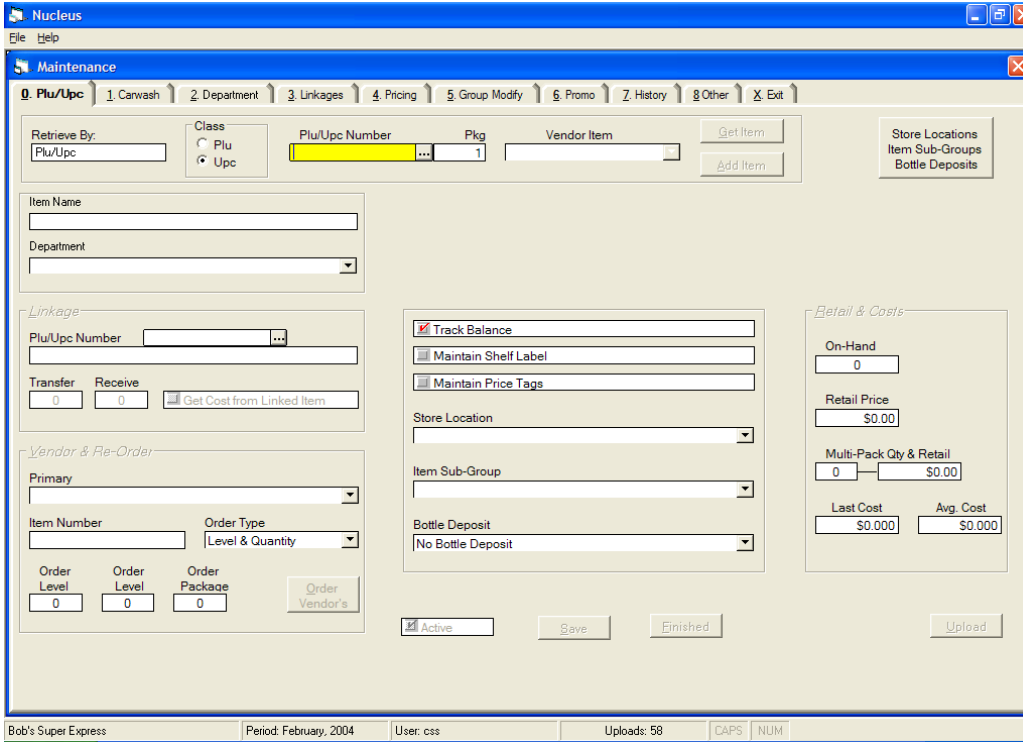 Nucleus
File Help
Maintenance
0. Plu/Upc 1. Carwash 2. Department 3. Linkages 4. Pricing 5. Group Modify 6. Promo 7. History 8 Other X. Exit
Retrieve By:
Plu/Upc
Class
Plu
Upc
Plu/Upc Number Pkg Vendor Item
... 1
Get Item
Add Item
Store Locations
Item Sub-Groups
Bottle Deposits
Item Name
Department
Linkage
Plu/Upc Number ...
Transfer Receive
0 0 Get Cost from Linked Item
Vendor & Re-Order
Primary
Item Number Order Type
Level & Quantity
Order Order Order
Level Level Package
0 0 0
Order
Vendor's
Track Balance
Maintain Shelf Label
Maintain Price Tags
Store Location
Item Sub-Group
Bottle Deposit
No Bottle Deposit
Retail & Costs
On-Hand
0
Retail Price
$0.00
Multi-Pack Qty & Retail
0 $0.00
Last Cost Avg. Cost
$0.000 $0.000
Active Save Finished Upload
Bob's Super Express Period: February, 2004 User: css Uploads: 58 CAPS NUM